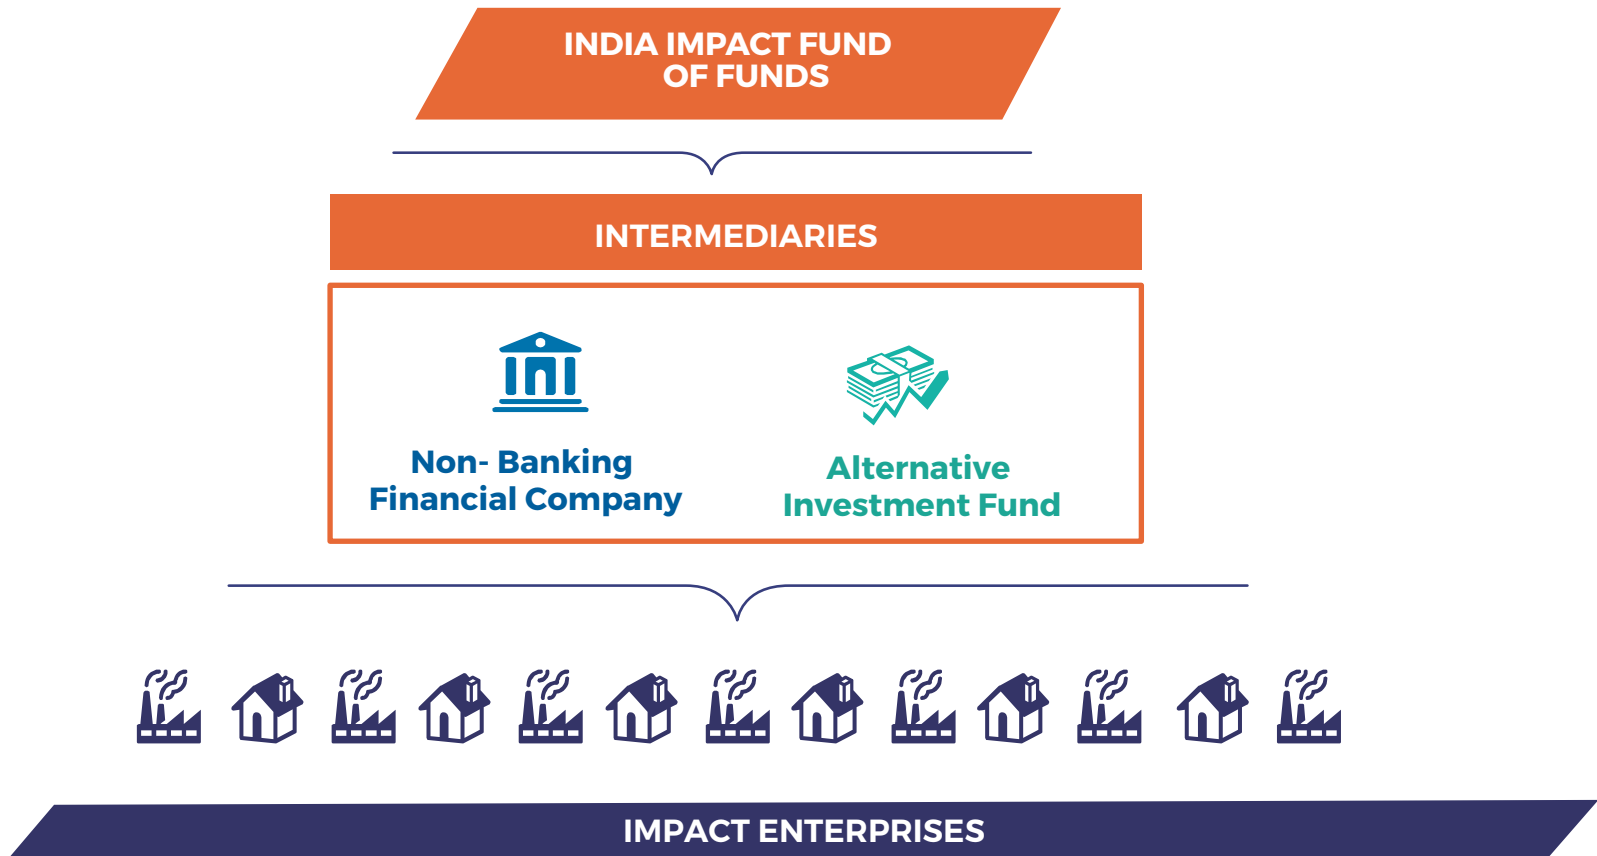 INDIA IMPACT FUND
OF FUNDS
INTERMEDIARIES
Non- Banking
Financial Company
Alternative
Investment Fund
IMPACT ENTERPRISES